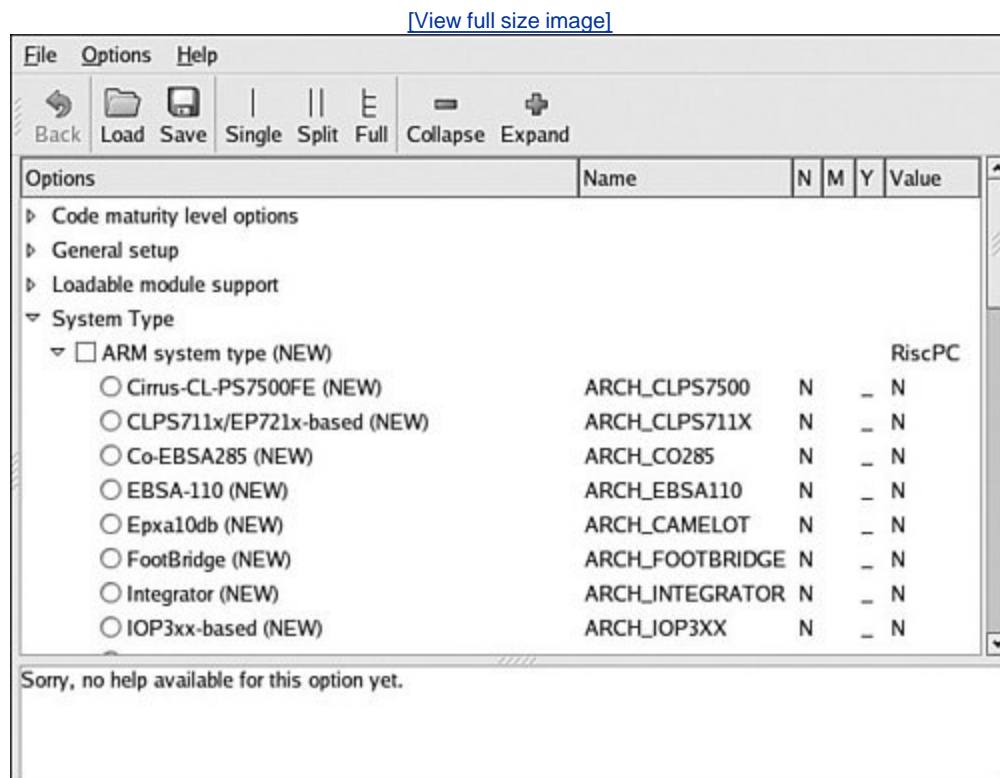 [View full size image]
File Options Help
Back Load Save Single Split Full Collapse Expand
Options Name N M Y Value
Code maturity level options
General setup
Loadable module support
System Type
ARM system type (NEW) RiscPC
Cirrus-CL-PS7500FE (NEW) ARCH_CLPS7500 N _ N
CLPS711x/EP721x-based (NEW) ARCH_CLPS711X N _ N
Co-EBSA285 (NEW) ARCH_CO285 N _ N
EBSA-110 (NEW) ARCH_EBSA110 N _ N
Epxa10db (NEW) ARCH_CAMELOT N _ N
FootBridge (NEW) ARCH_FOOTBRIDGE N _ N
Integrator (NEW) ARCH_INTEGRATOR N _ N
IOP3xx-based (NEW) ARCH_IOP3XX N _ N
Sorry, no help available for this option yet.